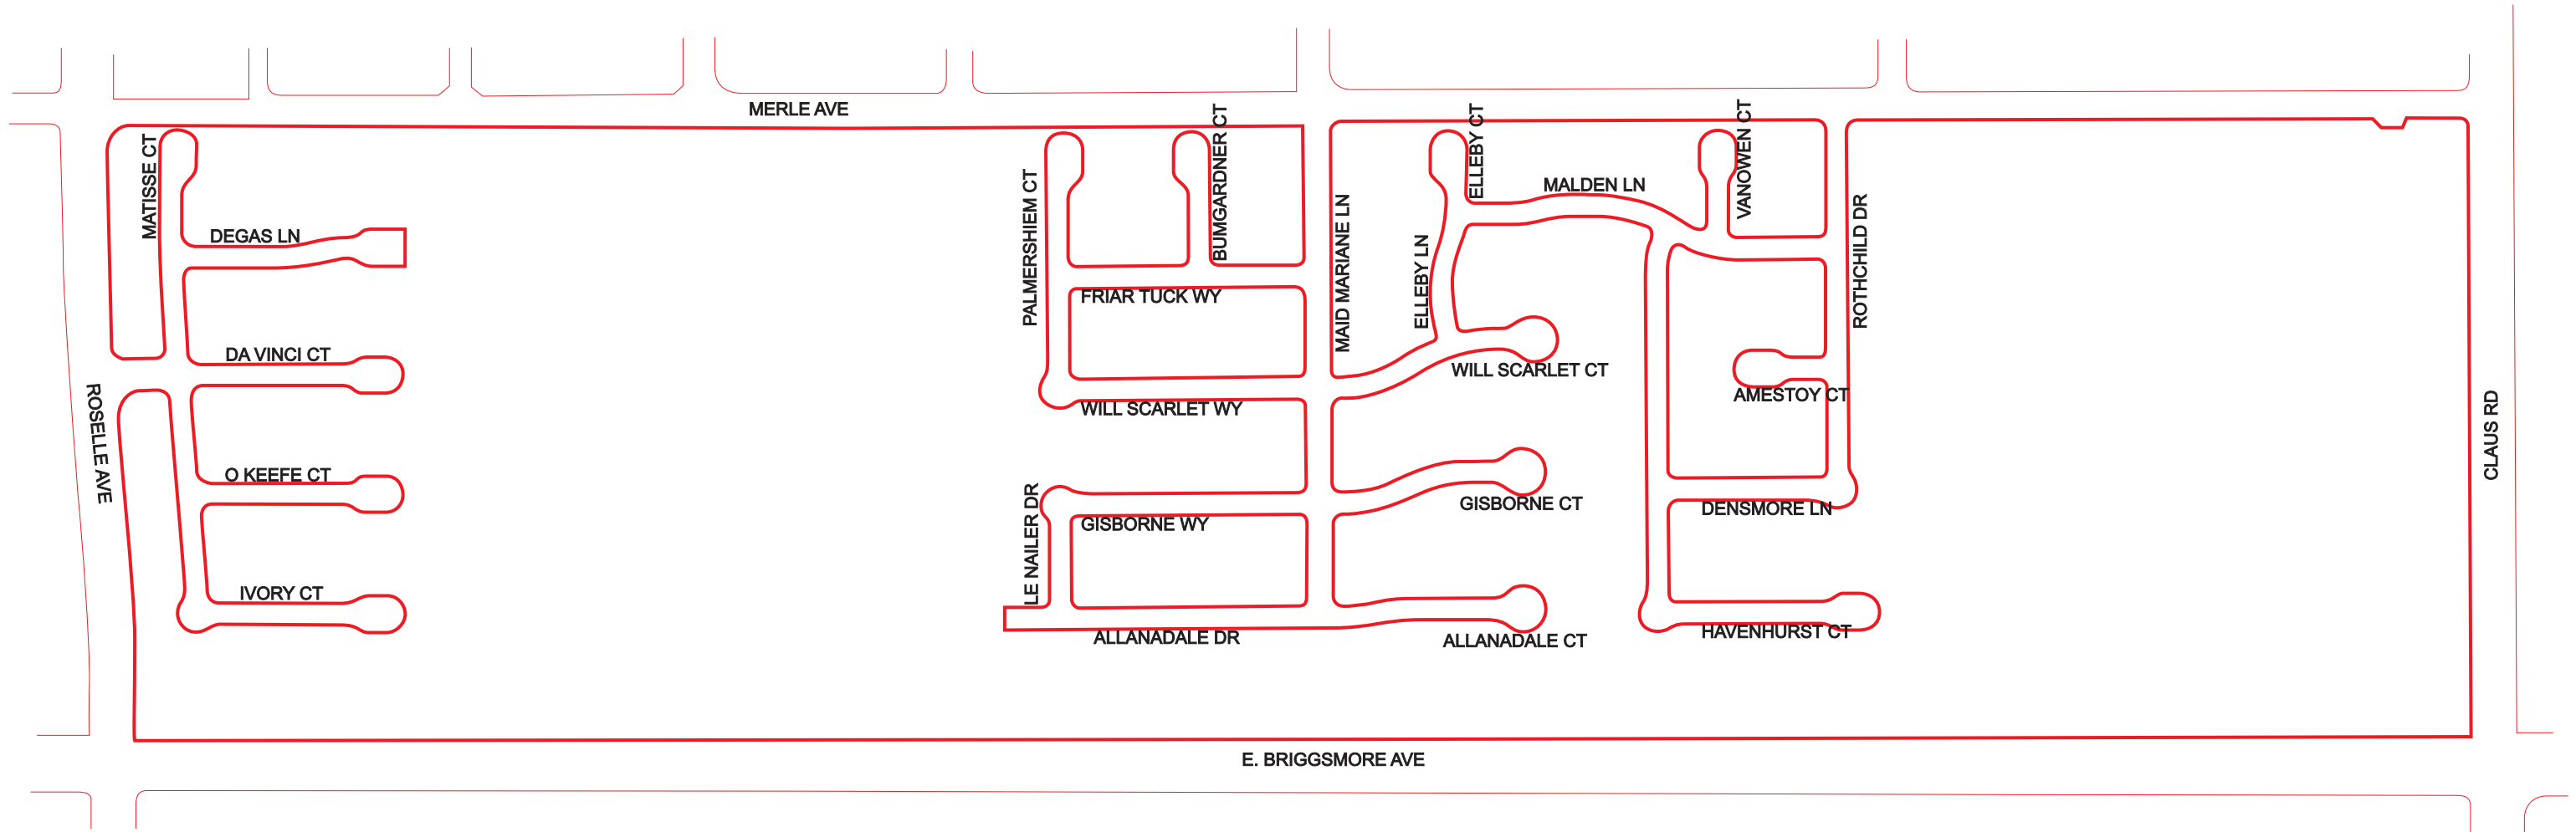 MERLE AVE
MATISSE CT
DEGAS LN
DA VINCI CT
ROSELLE AVE
O KEEFE CT
IVORY CT
PALMERSHIEM CT
BUMGARDNER CT
FRIAR TUCK WY
WILL SCARLET WY
LE NAILER DR
GISBORNE WY
ALLANADALE DR
MAID MARIANE LN
ELLEBY CT
ELLEBY LN
MALDEN LN
VANOWEN CT
ROTHCHILD DR
WILL SCARLET CT
AMESTOY CT
GISBORNE CT
DENSMORE LN
ALLANADALE CT
HAVENHURST CT
CLAUS RD
E. BRIGGSMORE AVE